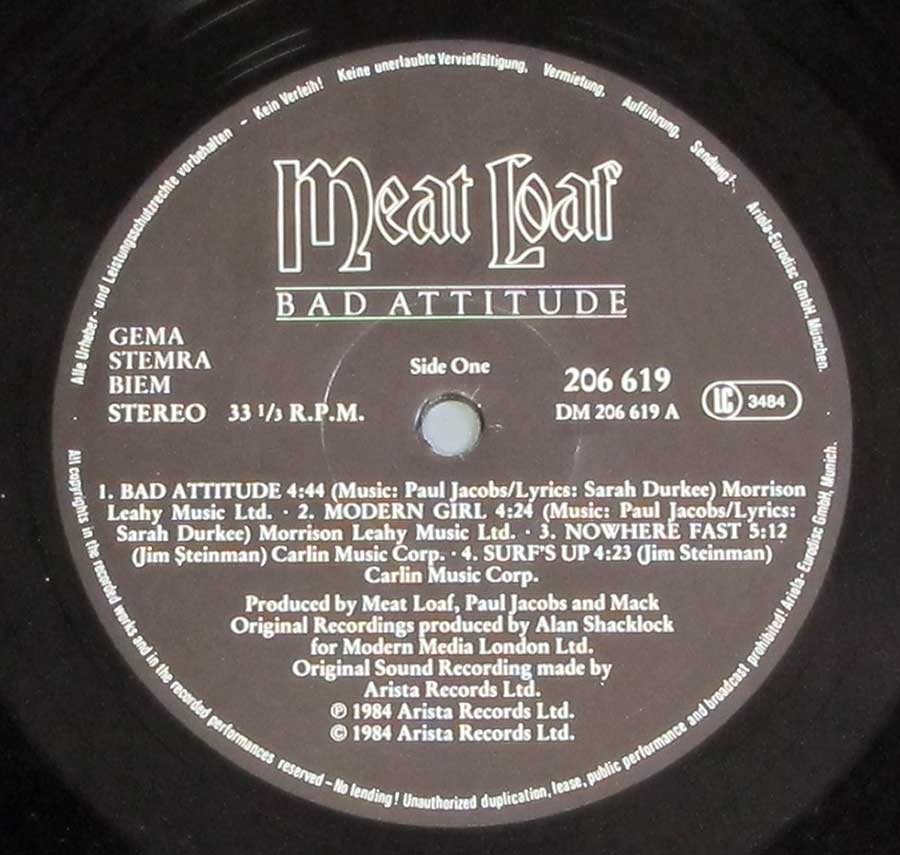 Alle Urheber- und Leistungsschutzrechte vorbehalten - Kein Verleih! Keine unerlaubte Vervielfältigung, Vermietung, Aufführung, Sendung! Ariola-Eurodisc GmbH, München.
Meat Loaf
BAD ATTITUDE
GEMA
STEMRA
BIEM
STEREO 33 1/3 R.P.M.
Side One
206 619
DM 206 619 A
LC 3484
1. BAD ATTITUDE 4:44 (Music: Paul Jacobs/Lyrics: Sarah Durkee) Morrison
Leahy Music Ltd. · 2. MODERN GIRL 4:24 (Music: Paul Jacobs/Lyrics:
Sarah Durkee) Morrison Leahy Music Ltd. · 3. NOWHERE FAST 5:12
(Jim Steinman) Carlin Music Corp. · 4. SURF'S UP 4:23 (Jim Steinman)
Carlin Music Corp.
Produced by Meat Loaf, Paul Jacobs and Mack
Original Recordings produced by Alan Shacklock
for Modern Media London Ltd.
Original Sound Recording made by
Arista Records Ltd.
℗ 1984 Arista Records Ltd.
© 1984 Arista Records Ltd.
All copyrights in the recorded works and in the recorded performances reserved - No lending! Unauthorized duplication, lease, public performance and broadcast prohibited! Ariola-Eurodisc GmbH, Munich.